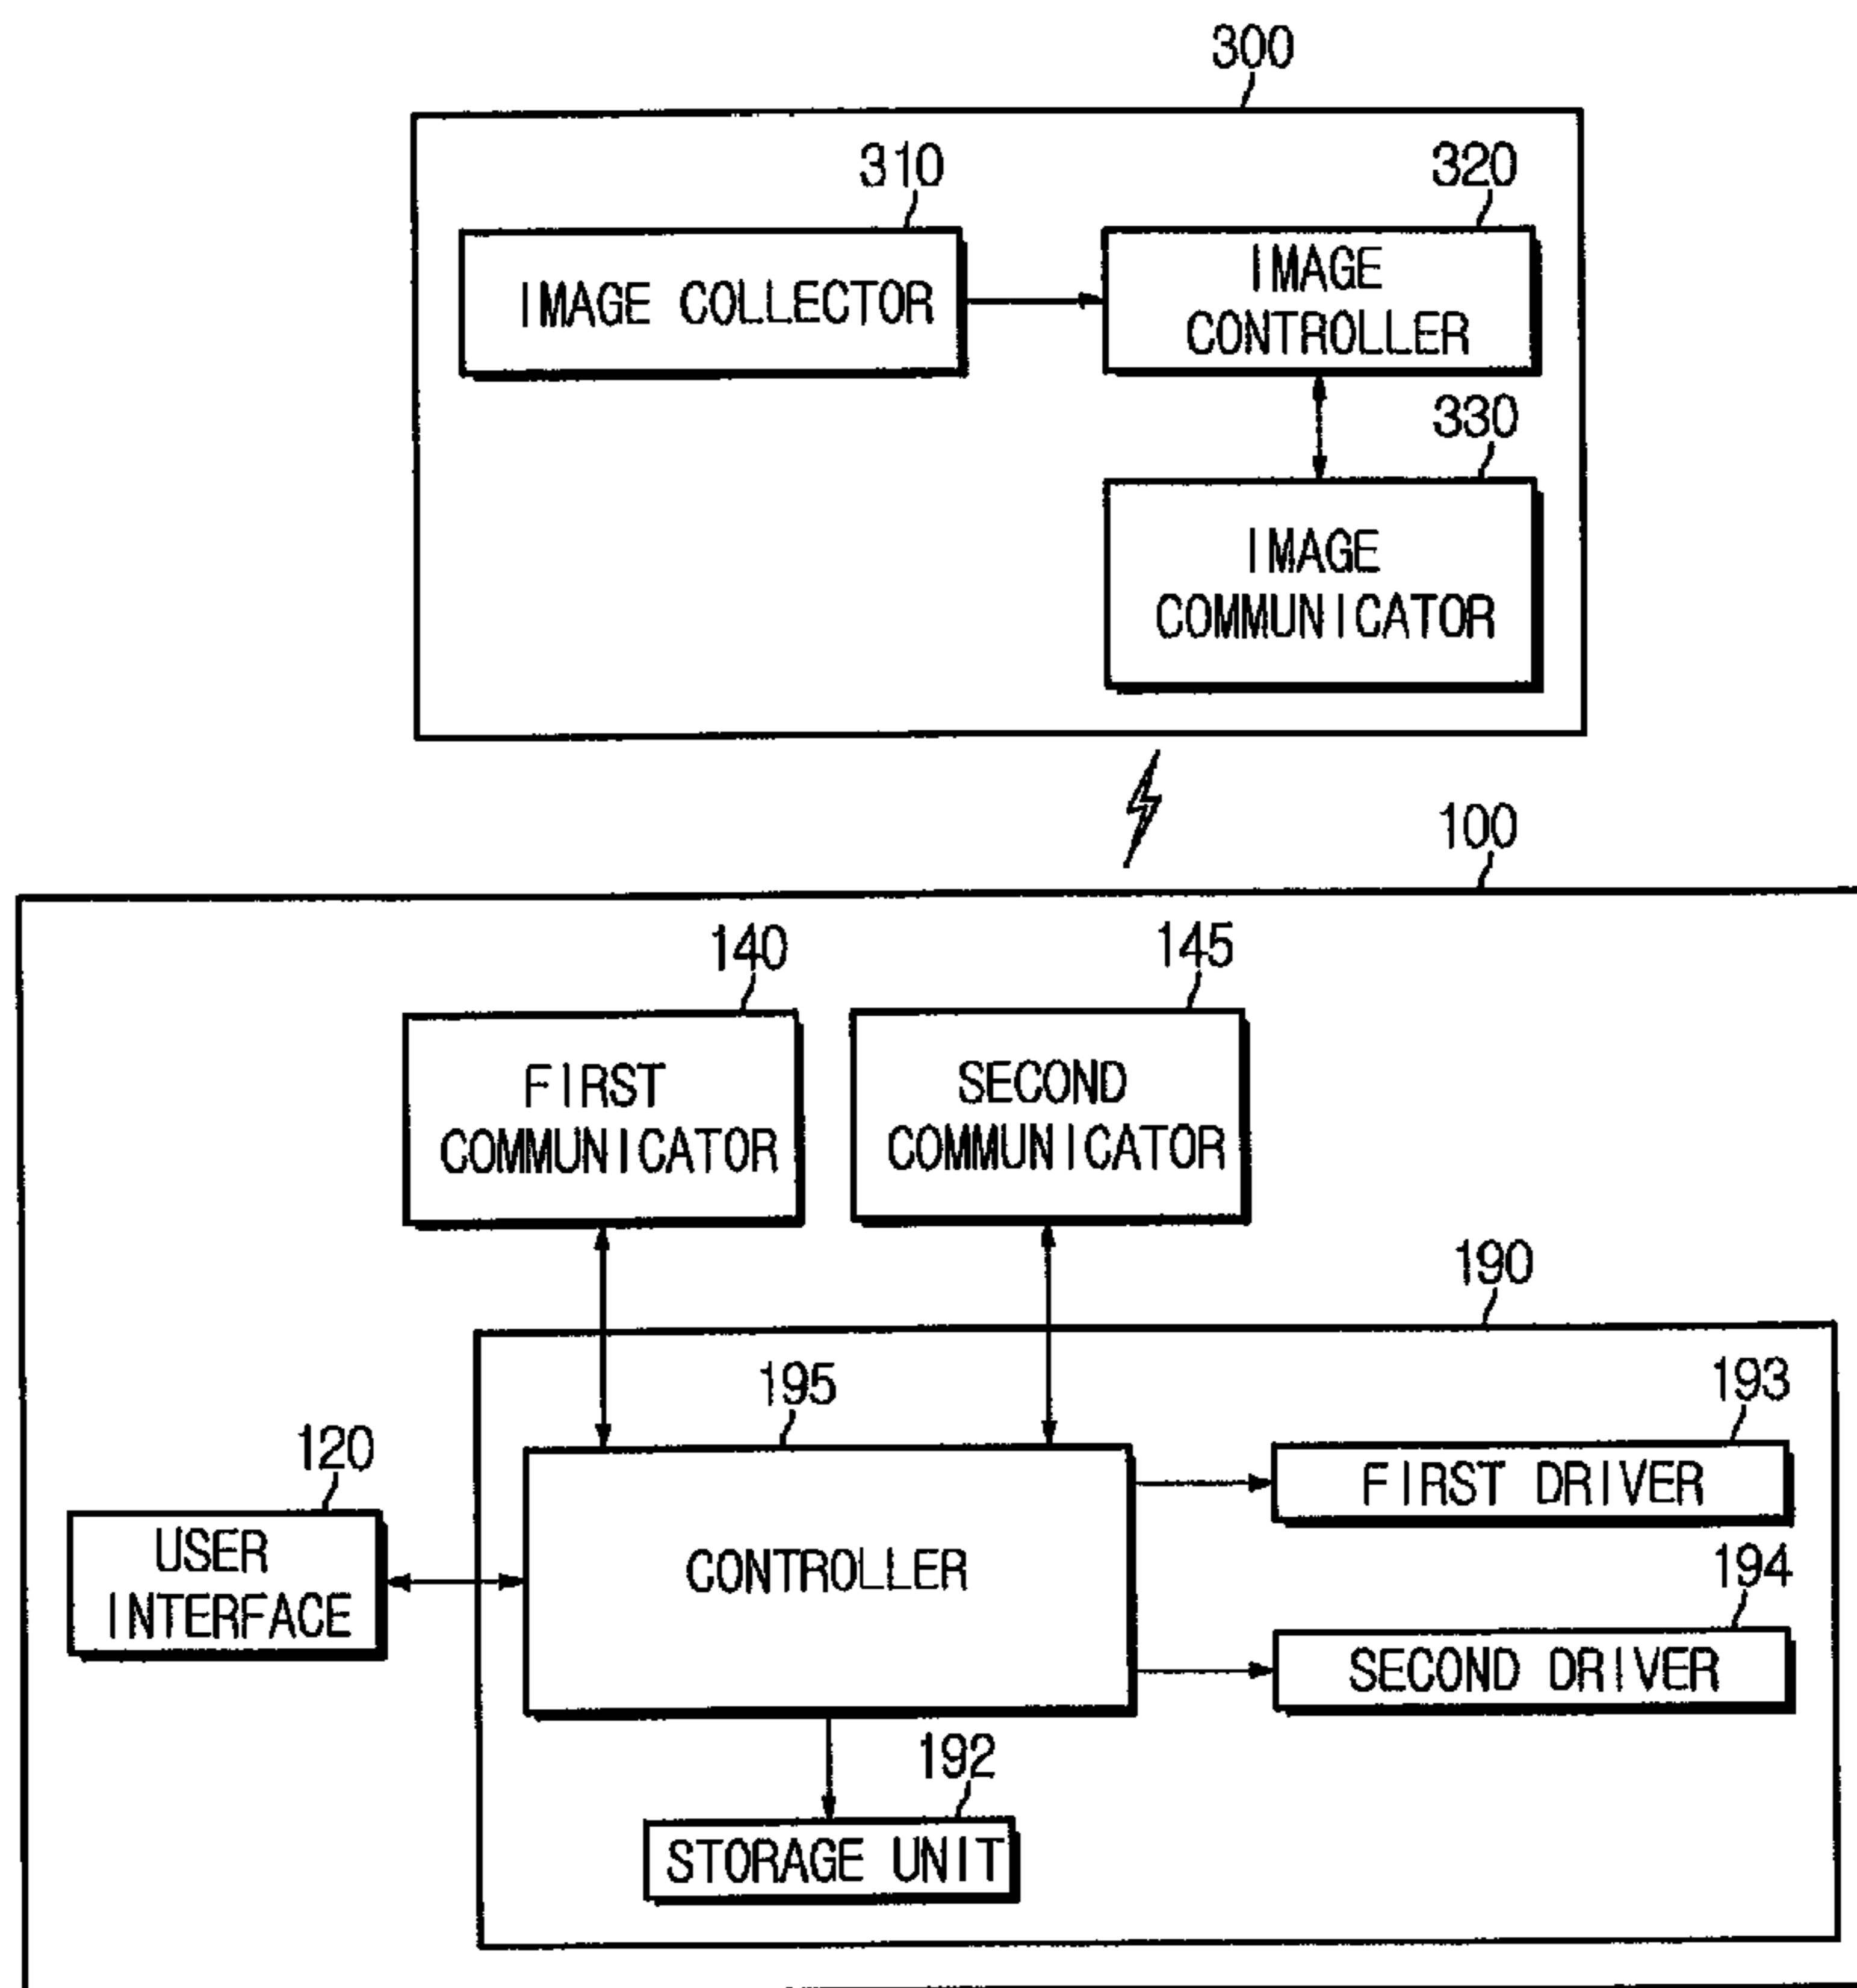 300
310
320
IMAGE COLLECTOR
IMAGE
CONTROLLER
330
IMAGE
COMMUNICATOR
100
140
145
FIRST
COMMUNICATOR
SECOND
COMMUNICATOR
190
195
193
120
FIRST DRIVER
USER
INTERFACE
CONTROLLER
194
SECOND DRIVER
192
STORAGE UNIT